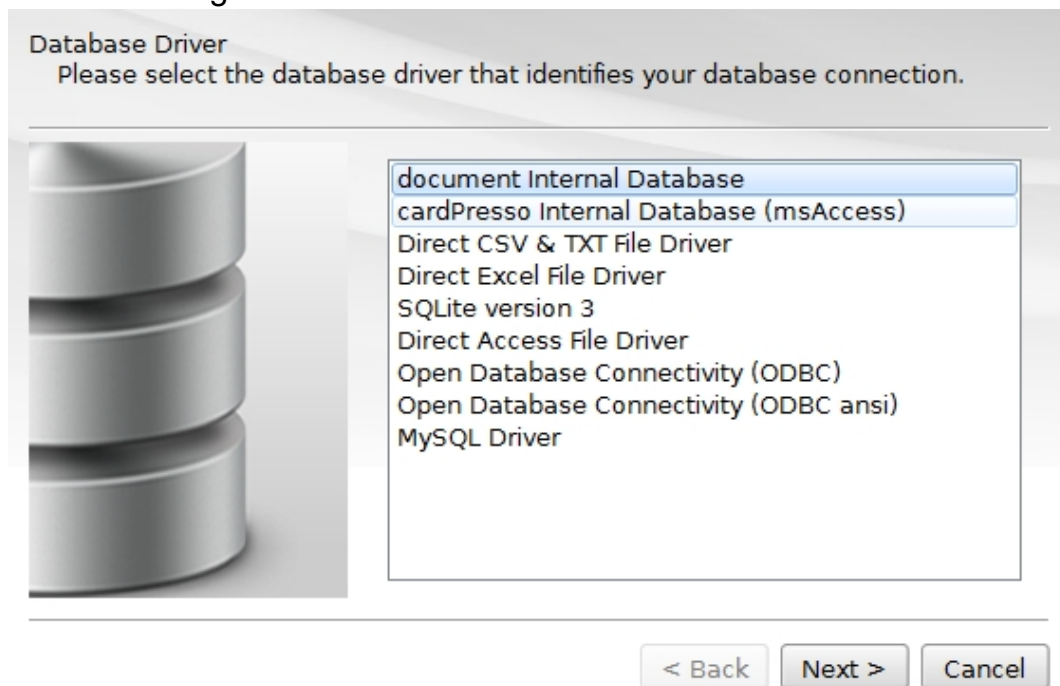 Database Driver
Please select the database driver that identifies your database connection.
document Internal Database
cardPresso Internal Database (msAccess)
Direct CSV & TXT File Driver
Direct Excel File Driver
SQLite version 3
Direct Access File Driver
Open Database Connectivity (ODBC)
Open Database Connectivity (ODBC ansi)
MySQL Driver
< Back
Next >
Cancel